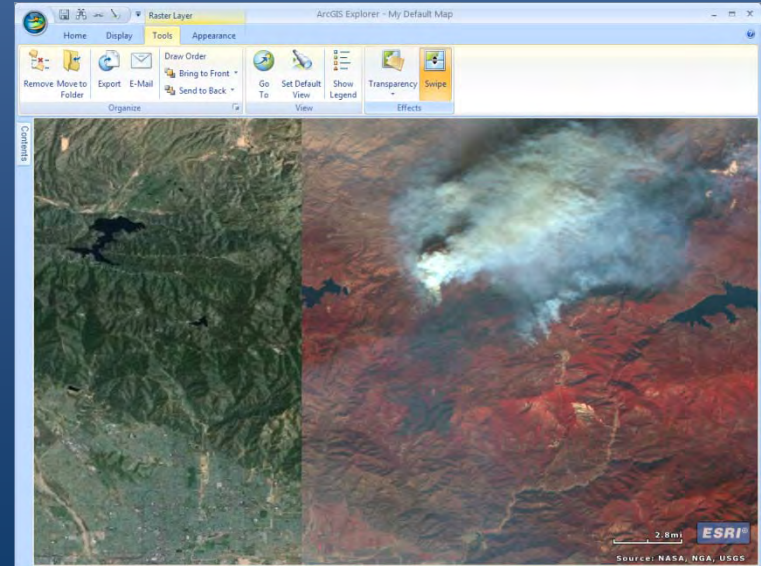 Raster Layer
ArcGIS Explorer - My Default Map
Home Display Tools Appearance
Remove Move to Folder Export E-Mail
Draw Order
Bring to Front
Send to Back
Go To Set Default View Show Legend
Transparency Swipe
Organize View Effects
Contents
2.8mi
ESRI®
Source: NASA, NGA, USGS